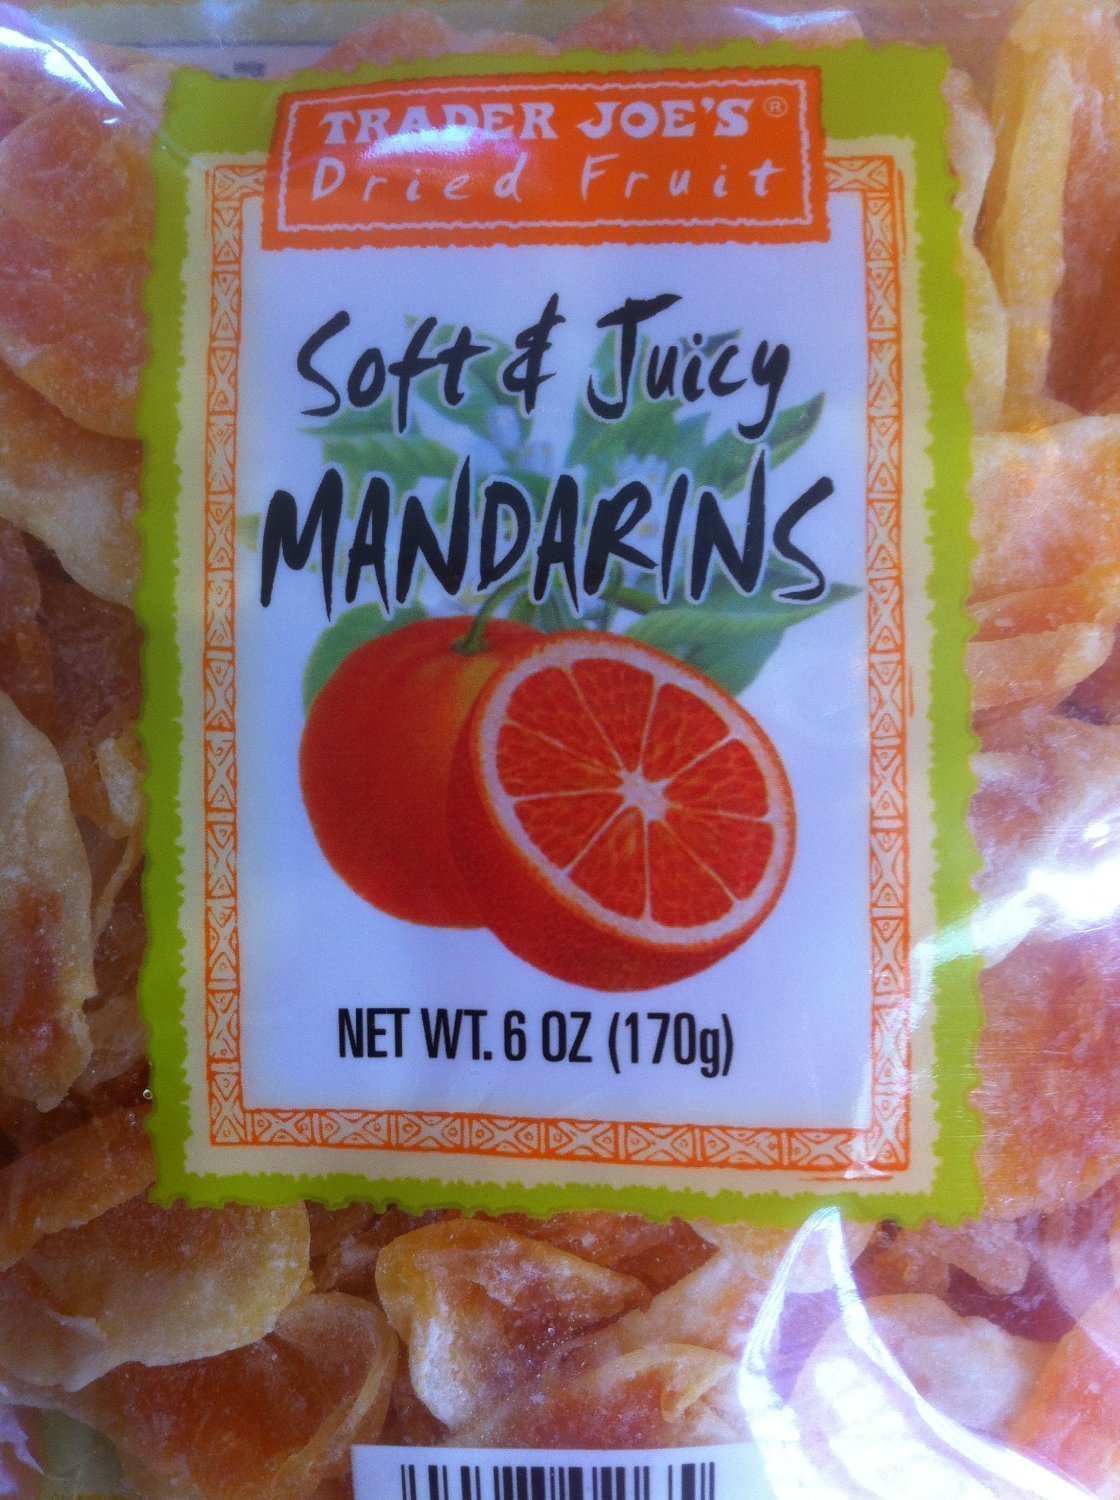 TRADER JOE'S®
Dried Fruit
Soft & Juicy
MANDARINS
NET WT. 6 OZ (170g)